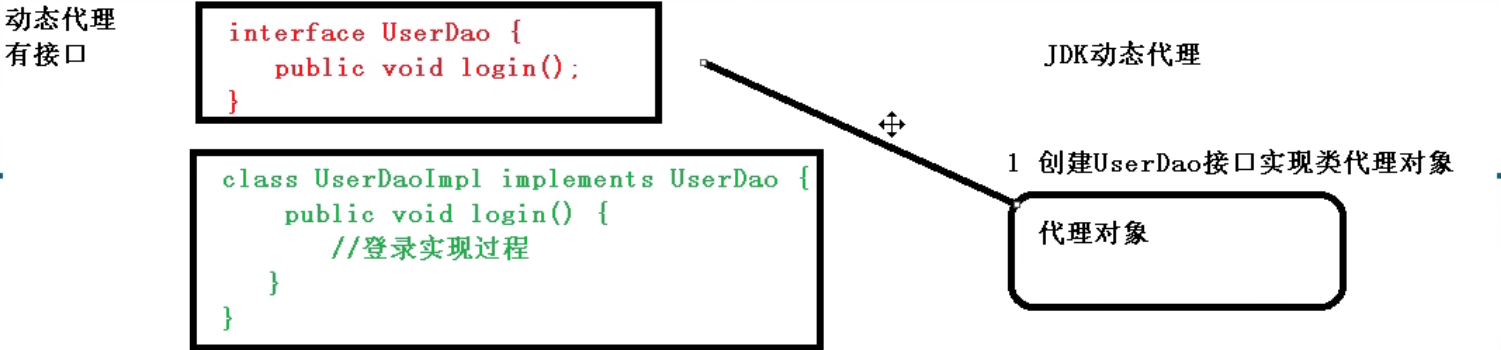 动态代理
有接口
interface UserDao {
public void login();
}
class UserDaoImpl implements UserDao {
public void login() {
//登录实现过程
}
}
JDK动态代理
1 创建UserDao接口实现类代理对象
代理对象